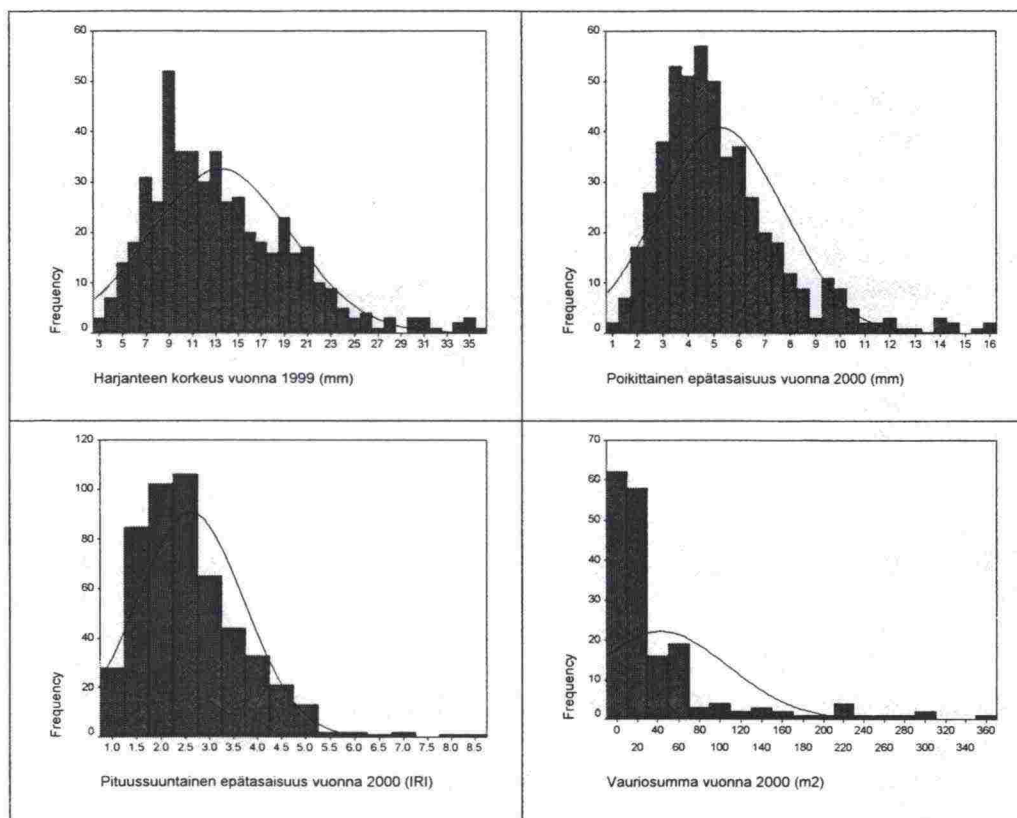 60
50
40
30
20
10
0
Frequency
3 5 7 9 11 13 15 17 19 21 23 25 27 29 31 33 35
Harjanteen korkeus vuonna 1999 (mm)
60
50
40
30
20
10
0
Frequency
1 2 3 4 5 6 7 8 9 10 11 12 13 14 15 16
Poikittainen epätasaisuus vuonna 2000 (mm)
120
100
80
60
40
20
0
Frequency
1.0 1.5 2.0 2.5 3.0 3.5 4.0 4.5 5.0 5.5 6.0 6.5 7.0 7.5 8.0 8.5
Pituussuuntainen epätasaisuus vuonna 2000 (IRI)
70
60
50
40
30
20
10
0
Frequency
0 40 80 120 160 200 240 280 320 360
20 60 100 140 180 220 260 300 340
Vauriosumma vuonna 2000 (m2)